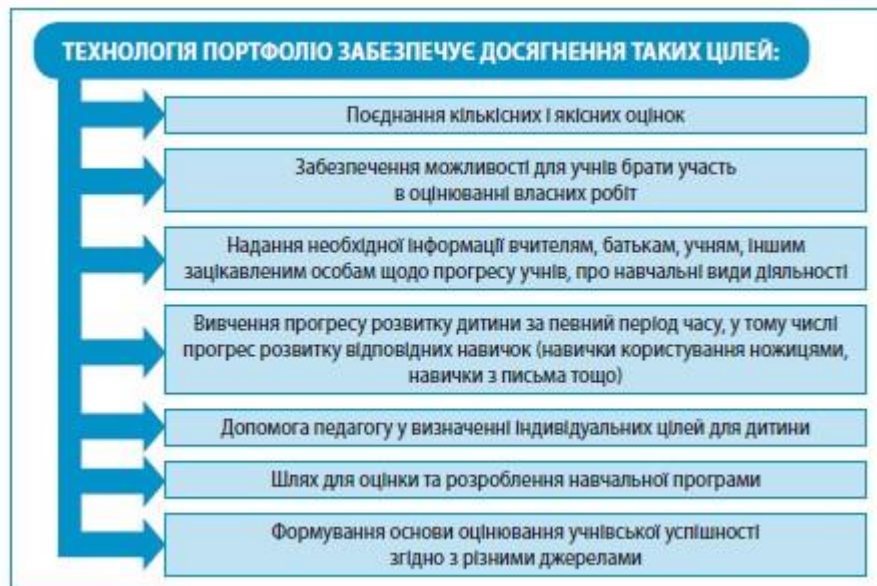 ТЕХНОЛОГІЯ ПОРТФОЛІО ЗАБЕЗПЕЧУЄ ДОСЯГНЕННЯ ТАКИХ ЦІЛЕЙ:
Поєднання кількісних і якісних оцінок
Забезпечення можливості для учнів брати участь
в оцінюванні власних робіт
Надання необхідної інформації вчителям, батькам, учням, іншим
зацікавленим особам щодо прогресу учнів, про навчальні види діяльності
Вивчення прогресу розвитку дитини за певний період часу, у тому числі
прогрес розвитку відповідних навичок (навички користування ножицями,
навички з письма тощо)
Допомога педагогу у визначенні індивідуальних цілей для дитини
Шлях для оцінки та розроблення навчальної програми
Формування основи оцінювання учнівської успішності
згідно з різними джерелами